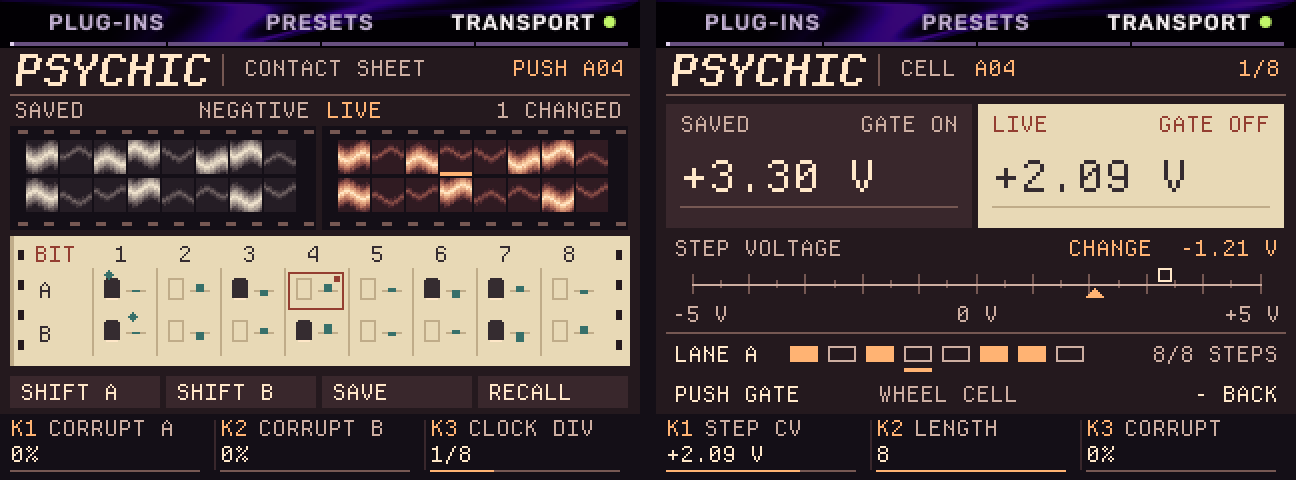 PLUG-INS PRESETS TRANSPORT
PSYCHIC CONTACT SHEET PUSH A04
SAVED NEGATIVE LIVE 1 CHANGED
BIT 1 2 3 4 5 6 7 8
A
B
SHIFT A SHIFT B SAVE RECALL
K1 CORRUPT A K2 CORRUPT B K3 CLOCK DIV
0% 0% 1/8
PLUG-INS PRESETS TRANSPORT
PSYCHIC CELL A04 1/8
SAVED GATE ON LIVE GATE OFF
+3.30 V +2.09 V
STEP VOLTAGE CHANGE -1.21 V
-5 V 0 V +5 V
LANE A 8/8 STEPS
PUSH GATE WHEEL CELL - BACK
K1 STEP CV K2 LENGTH K3 CORRUPT
+2.09 V 8 0%